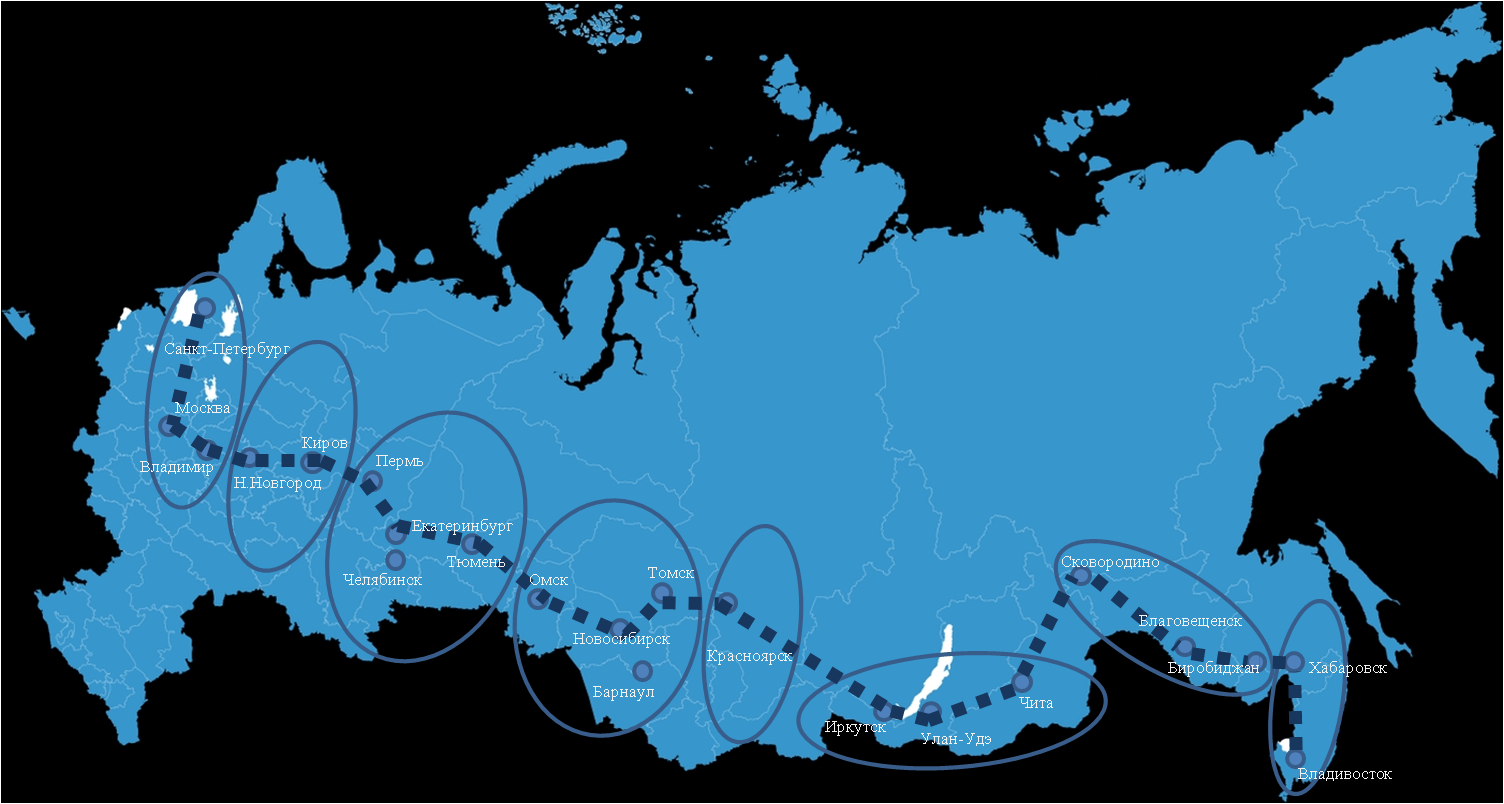 Санкт-Петербург
Москва
Владимир
Н.Новгород
Киров
Пермь
Екатеринбург
Тюмень
Челябинск
Омск
Новосибирск
Томск
Барнаул
Красноярск
Иркутск
Улан-Удэ
Чита
Сковородино
Благовещенск
Биробиджан
Хабаровск
Владивосток